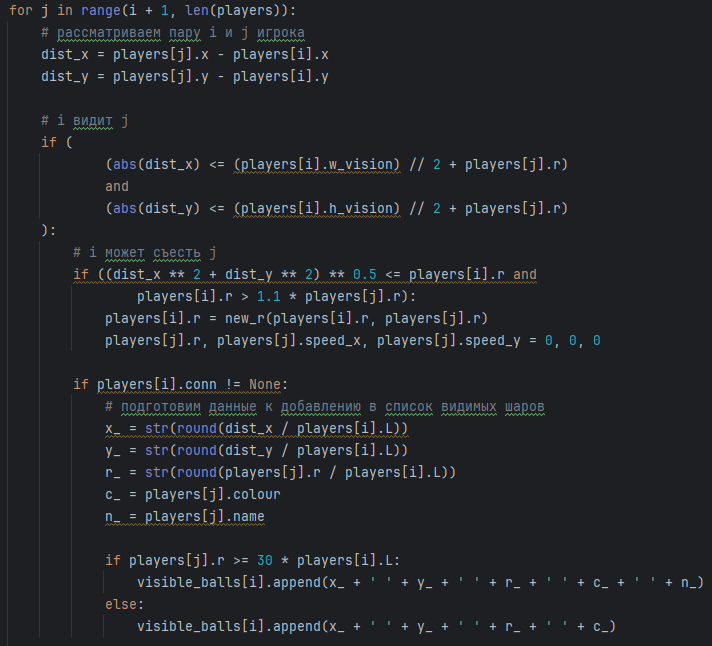 for j in range(i + 1, len(players)):
# рассматриваем пару i и j игрока
dist_x = players[j].x - players[i].x
dist_y = players[j].y - players[i].y
# i видит j
if (
(abs(dist_x) <= (players[i].w_vision) // 2 + players[j].r)
and
(abs(dist_y) <= (players[i].h_vision) // 2 + players[j].r)
):
# i может съесть j
if ((dist_x ** 2 + dist_y ** 2) ** 0.5 <= players[i].r and
players[i].r > 1.1 * players[j].r):
players[i].r = new_r(players[i].r, players[j].r)
players[j].r, players[j].speed_x, players[j].speed_y = 0, 0, 0
if players[i].conn != None:
# подготовим данные к добавлению в список видимых шаров
x_ = str(round(dist_x / players[i].L))
y_ = str(round(dist_y / players[i].L))
r_ = str(round(players[j].r / players[i].L))
c_ = players[j].colour
n_ = players[j].name
if players[j].r >= 30 * players[i].L:
visible_balls[i].append(x_ + ' ' + y_ + ' ' + r_ + ' ' + c_ + ' ' + n_)
else:
visible_balls[i].append(x_ + ' ' + y_ + ' ' + r_ + ' ' + c_)